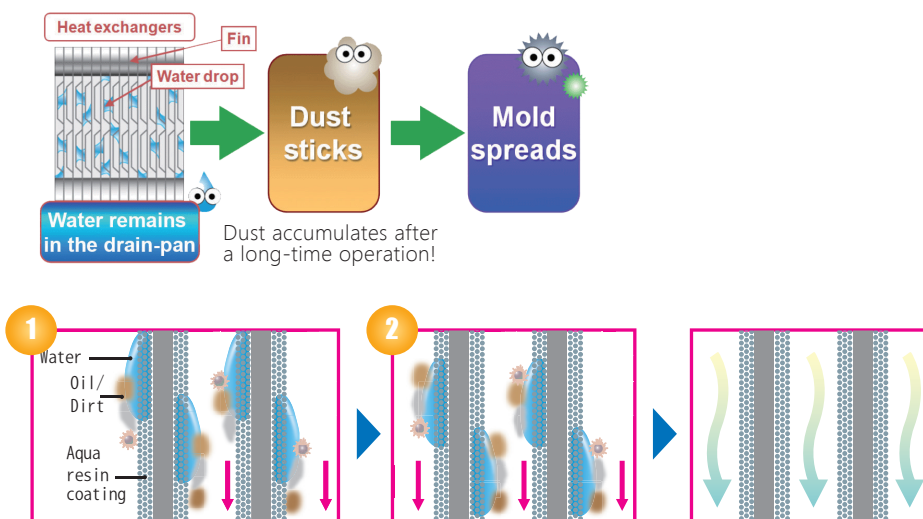 Heat exchangers
Fin
Water drop
Water remains
in the drain-pan
Dust
sticks
Mold
spreads
Dust accumulates after
a long-time operation!
1
Water
Oil/
Dirt
Aqua
resin
coating
2